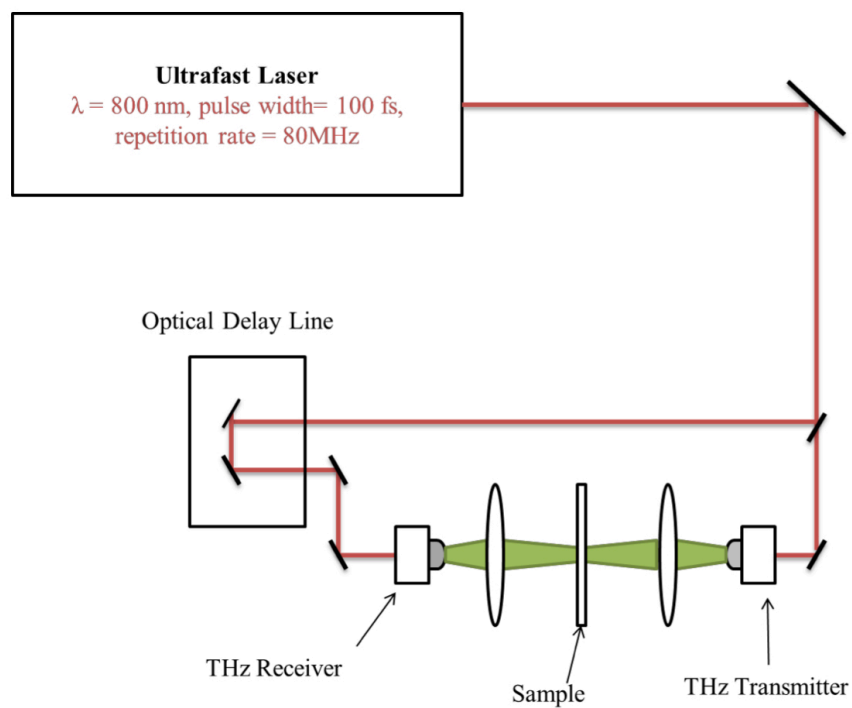 Ultrafast Laser
λ = 800 nm, pulse width= 100 fs,
repetition rate = 80MHz
Optical Delay Line
THz Receiver
Sample
THz Transmitter